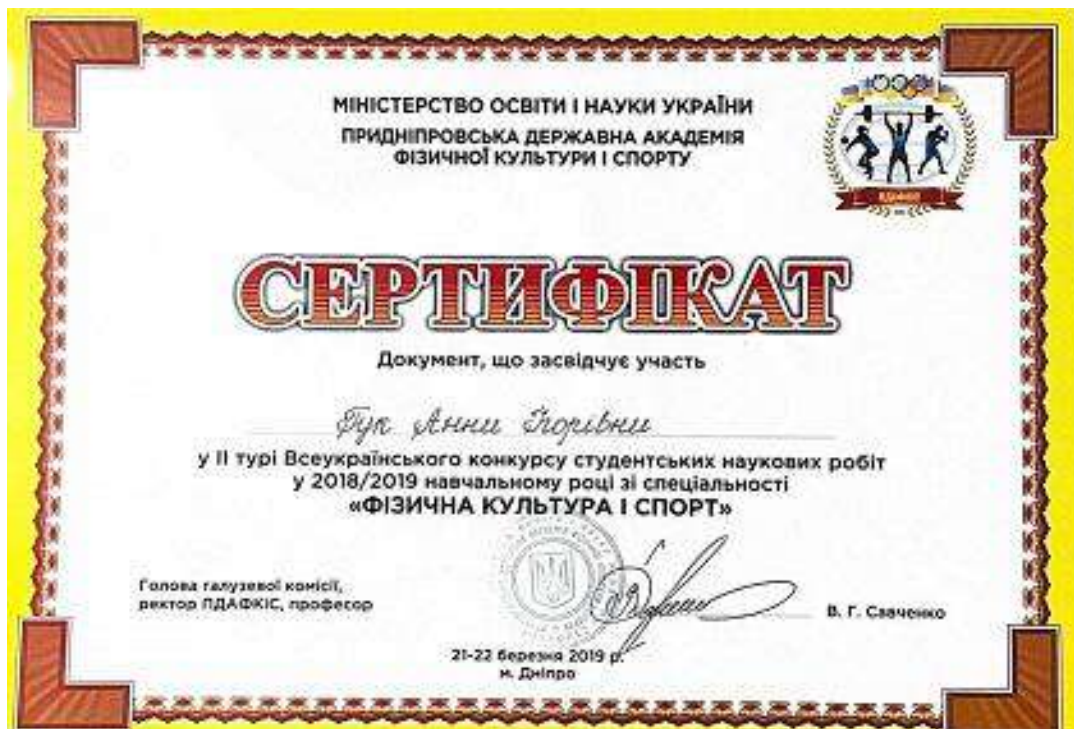 МІНІСТЕРСТВО ОСВІТИ І НАУКИ УКРАЇНИ
ПРИДНІПРОВСЬКА ДЕРЖАВНА АКАДЕМІЯ
ФІЗИЧНОЇ КУЛЬТУРИ І СПОРТУ
СЕРТИФІКАТ
Документ, що засвідчує участь
Гук Анни Ігорівни
у ІІ турі Всеукраїнського конкурсу студентських наукових робіт
у 2018/2019 навчальному році зі спеціальності
«ФІЗИЧНА КУЛЬТУРА І СПОРТ»
Голова галузевої комісії,
ректор ПДАФКІС, професор
В. Г. Савченко
21-22 березня 2019 р.
м. Дніпро